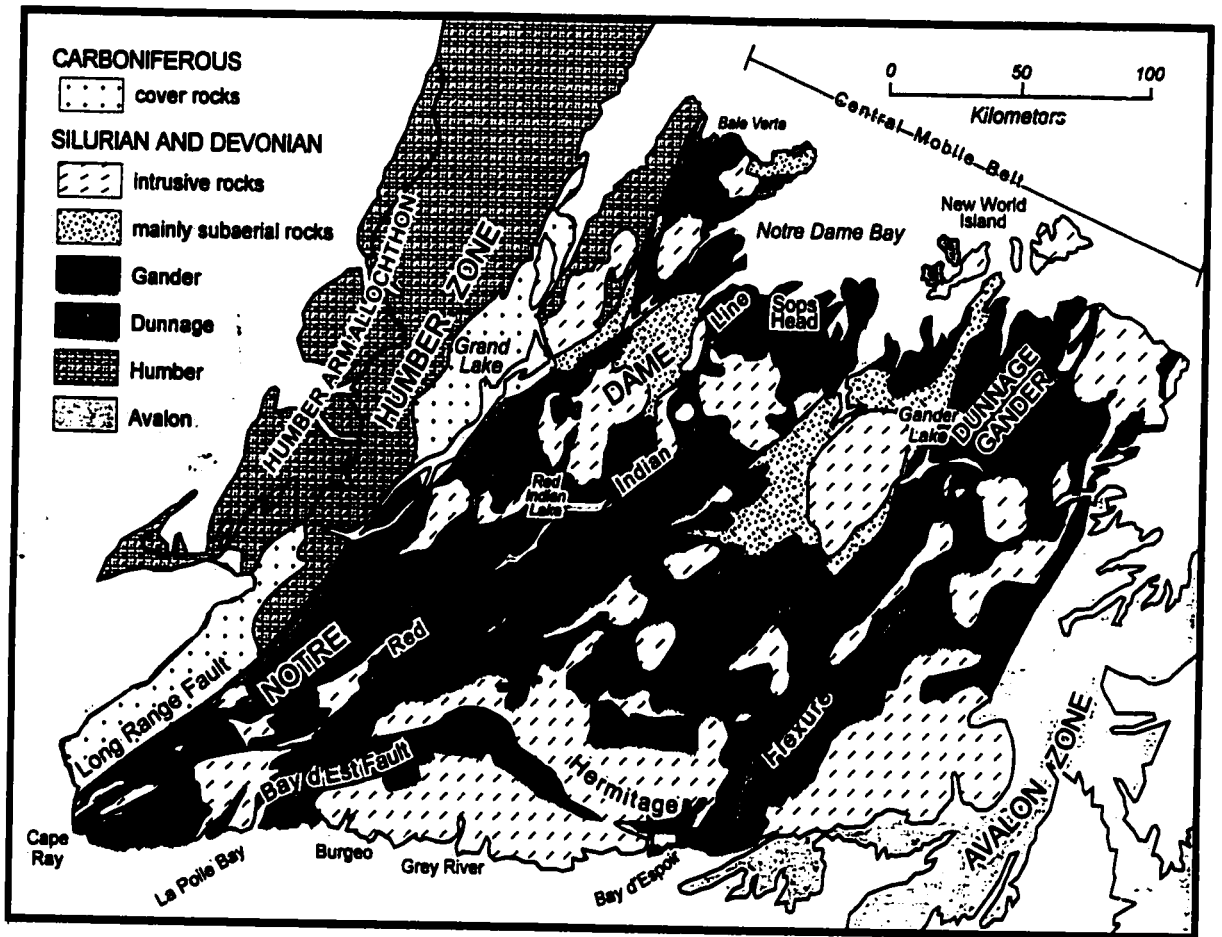 CARBONIFEROUS
cover rocks
SILURIAN AND DEVONIAN
intrusive rocks
mainly subaerial rocks
Gander
Dunnage
Humber
Avalon
0 50 100
Kilometers
Central Mobile Belt
Baie Verte
New World
Island
Notre Dame Bay
HUMBER ARM ALLOCHTHON
HUMBER ZONE
Grand
Lake
Line
Sops
Head
DAME
Gander
Lake
DUNNAGE
GANDER
Indian
Red
Indian
Lake
NOTRE
Red
Long Range Fault
Bay d'Est Fault
Hermitage
Flexure
AVALON ZONE
Cape
Ray
La Poile Bay
Burgeo
Grey River
Bay d'Espoir